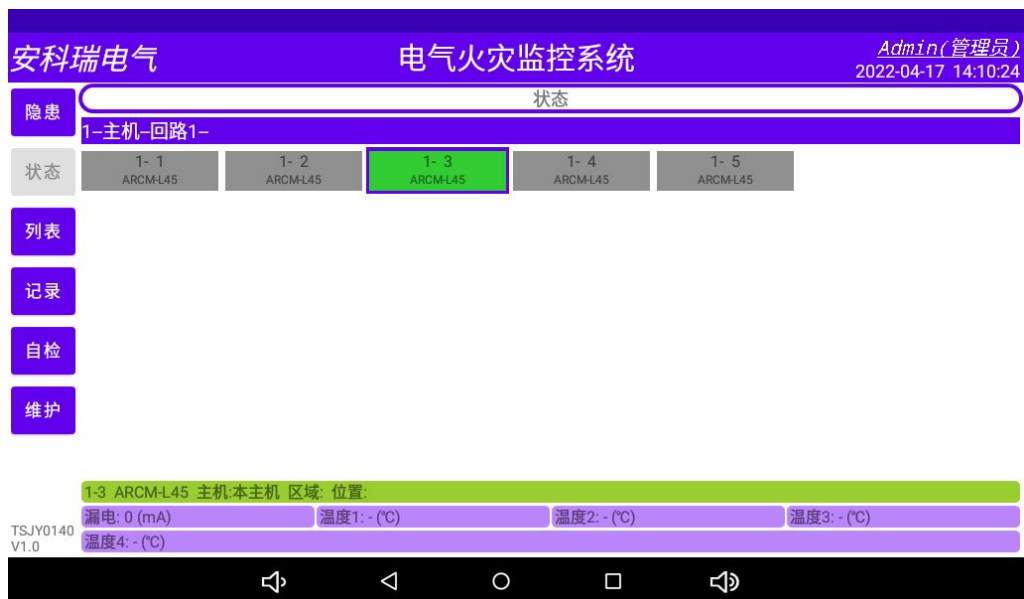 安科瑞电气
电气火灾监控系统
Admin(管理员)
2022-04-17 14:10:24
隐患
状态
列表
记录
自检
维护
状态
1–主机–回路1–
1- 1
ARCM-L45
1- 2
ARCM-L45
1- 3
ARCM-L45
1- 4
ARCM-L45
1- 5
ARCM-L45
1-3 ARCM-L45 主机:本主机 区域: 位置:
漏电: 0 (mA) 温度1: - (℃) 温度2: - (℃) 温度3: - (℃)
温度4: - (℃)
TSJY0140
V1.0